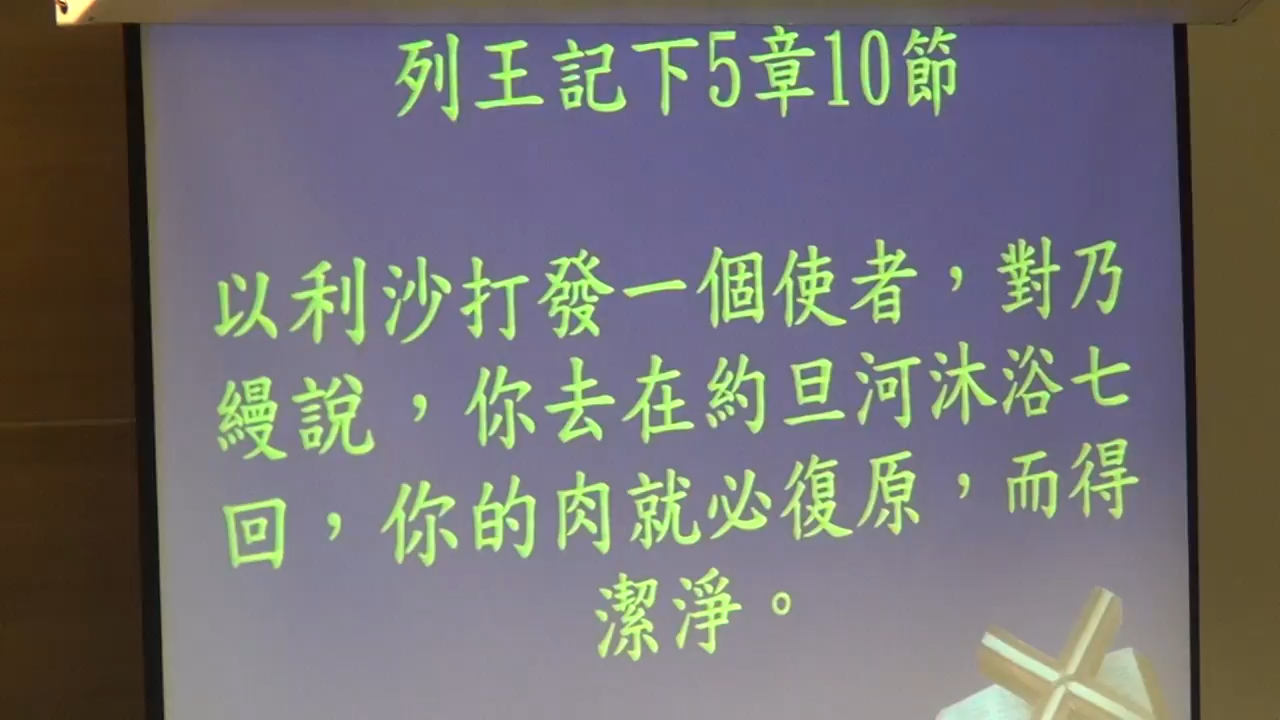 列王記下5章10節
以利沙打發一個使者，對乃
縵說，你去在約旦河沐浴七
回，你的肉就必復原，而得
潔淨。